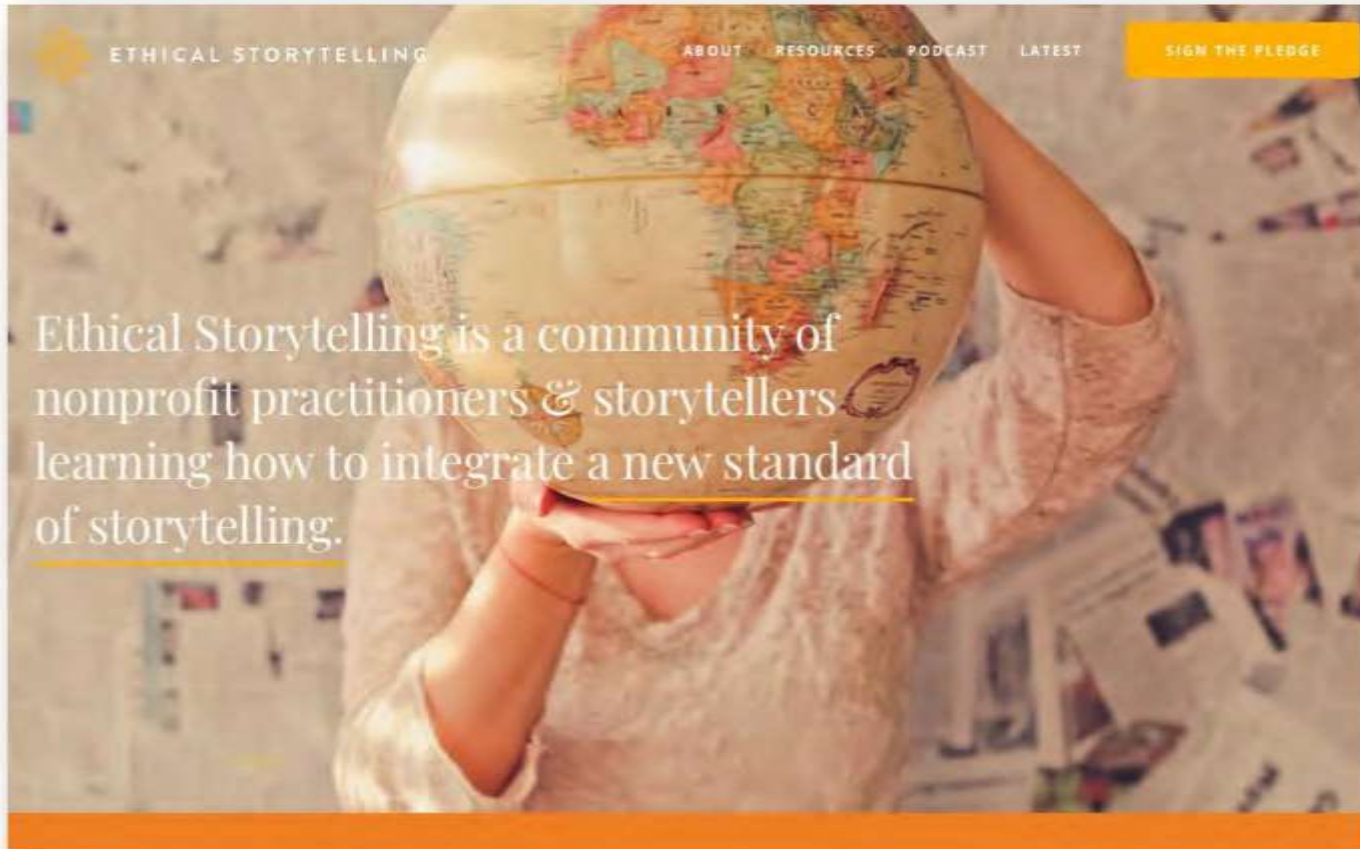 ETHICAL STORYTELLING
ABOUT RESOURCES PODCAST LATEST SIGN THE PLEDGE
Ethical Storytelling is a community of
nonprofit practitioners & storytellers
learning how to integrate a new standard
of storytelling.